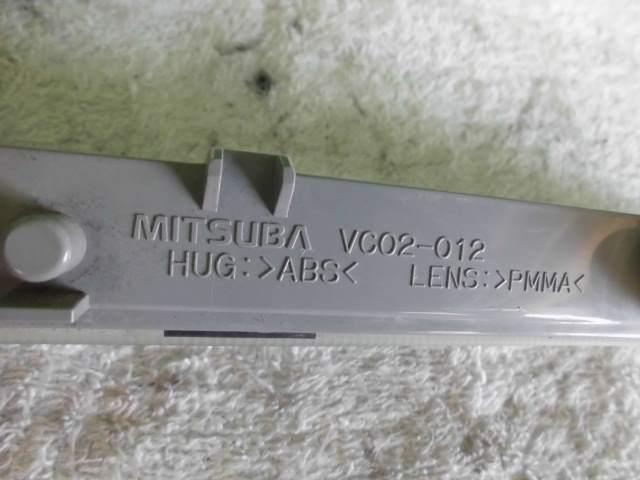 MITSUBA VC02-012
HUG:>ABS< LENS:>PMMA<